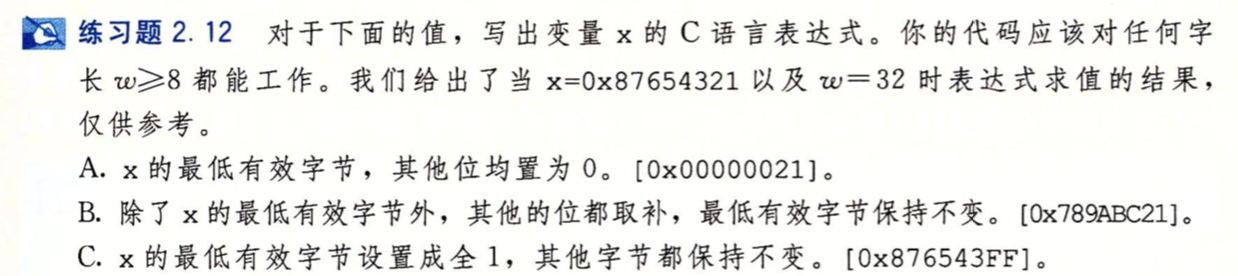 练习题 2.12 对于下面的值，写出变量 x 的 C 语言表达式。你的代码应该对任何字
长 w⩾8 都能工作。我们给出了当 x=0x87654321 以及 w=32 时表达式求值的结果，
仅供参考。
A. x 的最低有效字节，其他位均置为 0。[0x00000021]。
B. 除了 x 的最低有效字节外，其他的位都取补，最低有效字节保持不变。[0x789ABC21]。
C. x 的最低有效字节设置成全 1，其他字节都保持不变。[0x876543FF]。